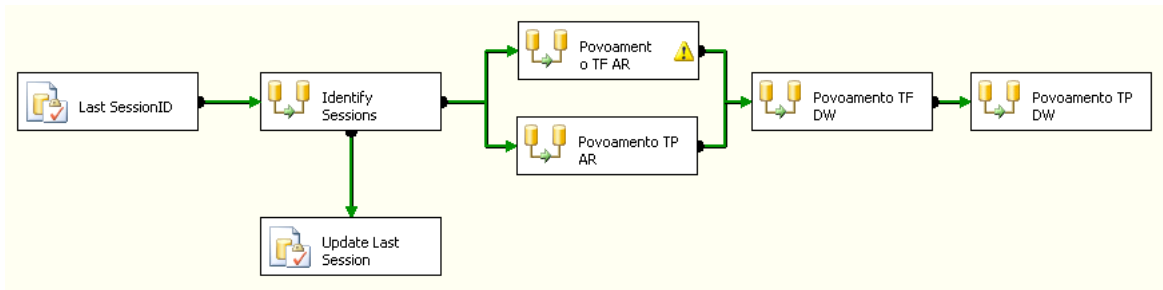 Last SessionID
Identify
Sessions
Povoament
o TF AR
Povoamento TP
AR
Povoamento TF
DW
Povoamento TP
DW
Update Last
Session